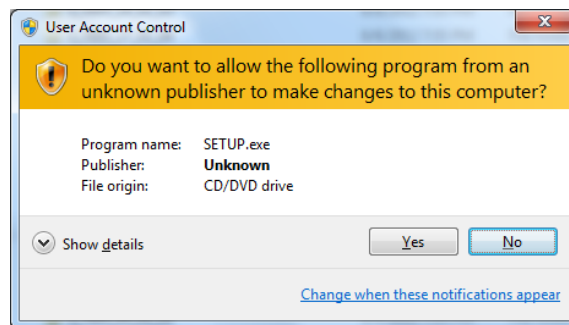 User Account Control
Do you want to allow the following program from an
unknown publisher to make changes to this computer?
Program name: SETUP.exe
Publisher: Unknown
File origin: CD/DVD drive
Show details
Yes No
Change when these notifications appear